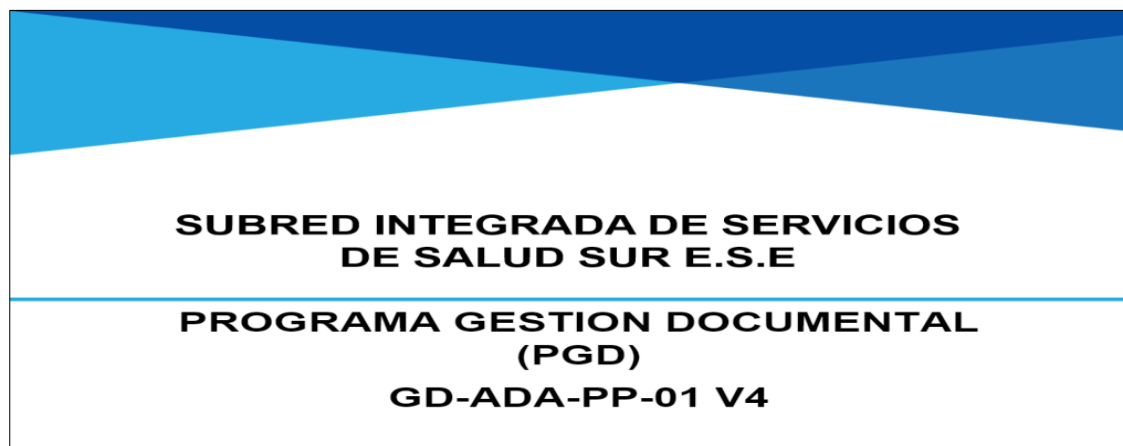 SUBRED INTEGRADA DE SERVICIOS
DE SALUD SUR E.S.E
PROGRAMA GESTION DOCUMENTAL
(PGD)
GD-ADA-PP-01 V4